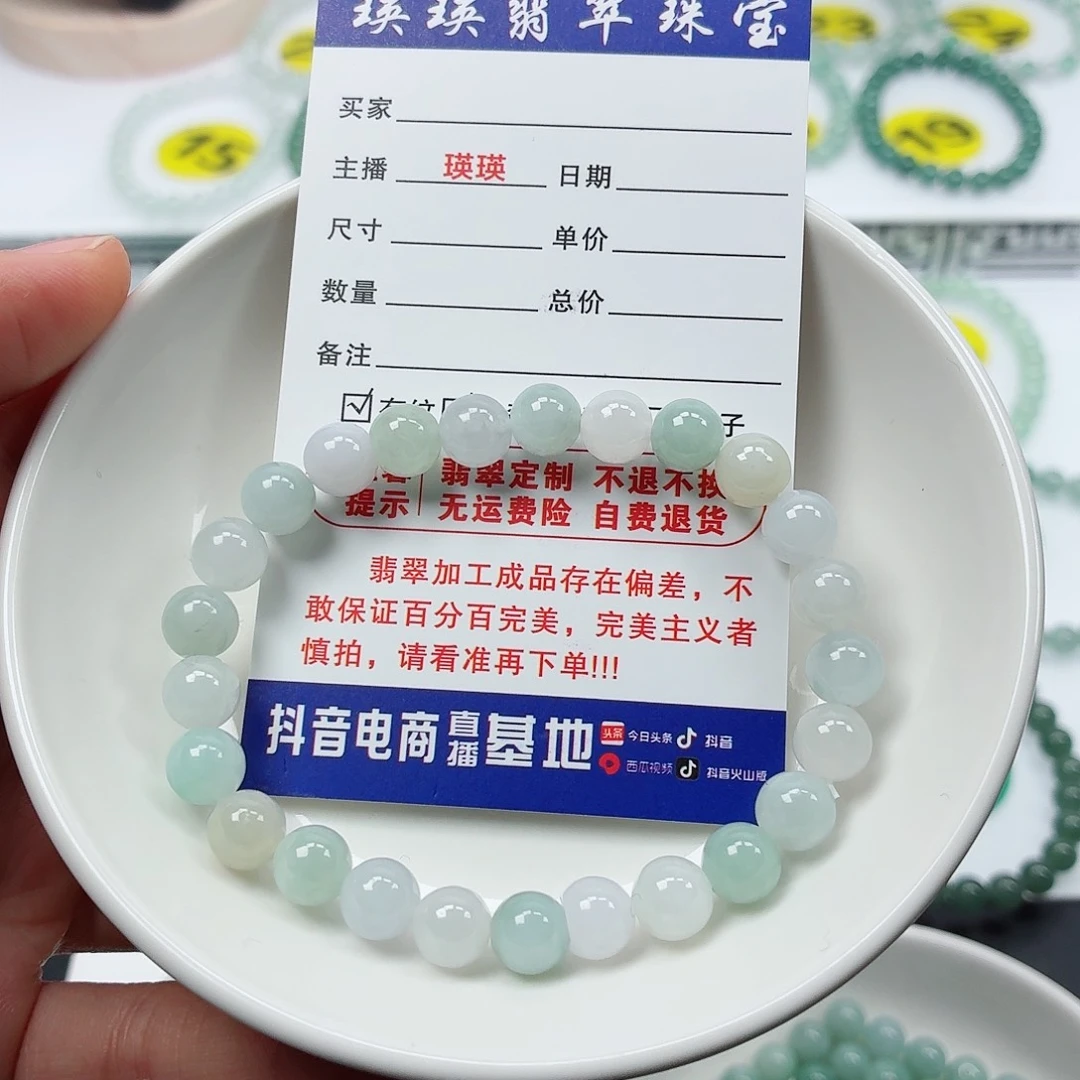 瑛瑛翡翠珠宝
买家
主播 瑛瑛 日期
尺寸 单价
数量 总价
备注
子
提示
翡翠定制 不退不换
无运费险 自费退货
翡翠加工成品存在偏差，不
敢保证百分百完美，完美主义者
慎拍，请看准再下单!!!
抖音电商直播基地
头条 今日头条 抖音
西瓜视频 抖音火山版
15
19
24